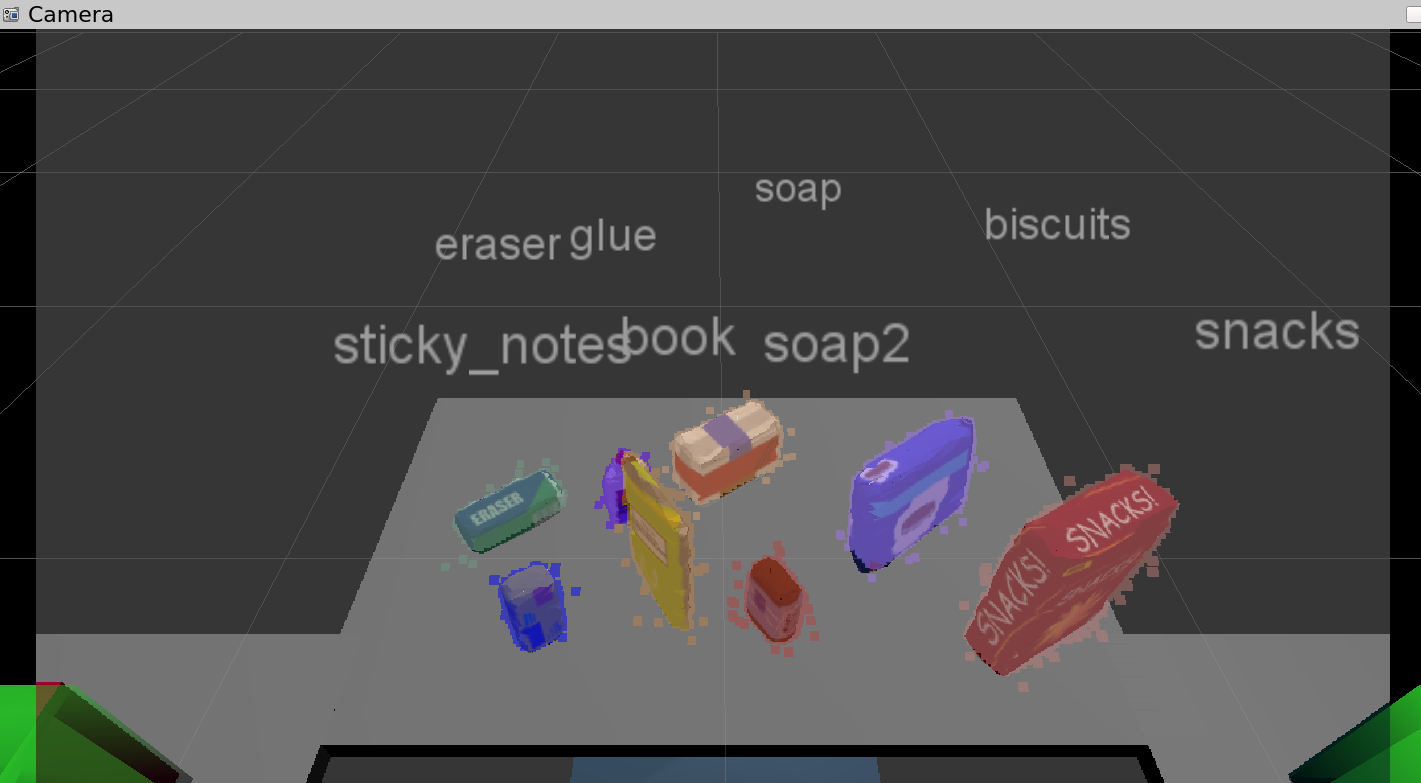 Camera
soap
biscuits
eraser
glue
sticky_notes
book
soap2
snacks
ERASER
SNACKS!
SNACKS!